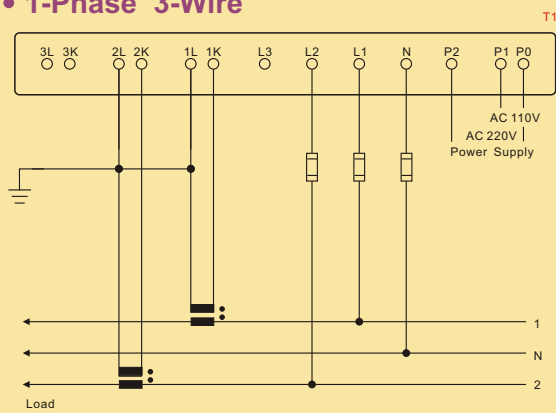 • 1-Phase 3-Wire
T1
3L 3K 2L 2K 1L 1K L3 L2 L1 N P2 P1 P0
AC 110V
AC 220V
Power Supply
1
N
2
Load